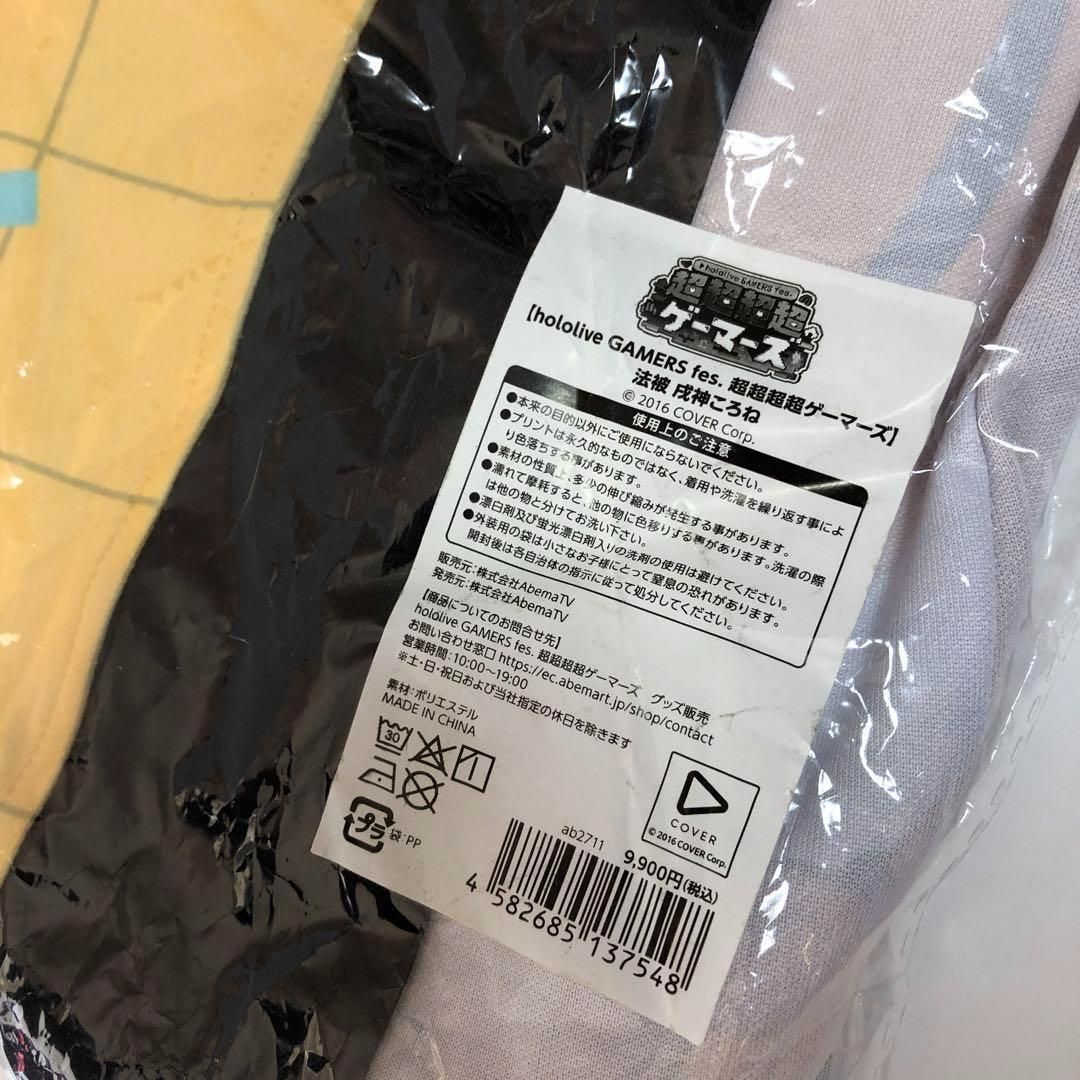 hololive GAMERS fes.
超超超超
ゲーマーズ
【hololive GAMERS fes. 超超超超ゲーマーズ】
法被 戌神ころね
© 2016 COVER Corp.
使用上のご注意
●本来の目的以外にご使用にならないでください。
●プリントは永久的なものではなく、着用や洗濯を繰り返す事によ
り色落ちする事があります。
●素材の性質上、多少の伸び縮みが発生する事があります。
●濡れて摩耗すると、他の物に色移りする事があります。洗濯の際
は他の物と分けてお洗い下さい。
●漂白剤及び蛍光漂白剤入りの洗剤の使用は避けてください。
●外装用の袋は小さなお子様にとって窒息の恐れがあります。
開封後は各自治体の指示に従って処分してください。
販売元:株式会社AbemaTV
発売元:株式会社AbemaTV
【商品についてのお問合せ先】
hololive GAMERS fes. 超超超超ゲーマーズ グッズ販売
お問い合わせ窓口 https://ec.abemart.jp/shop/contact
営業時間:10:00～19:00
※土・日・祝日および当社指定の休日を除きます
素材:ポリエステル
MADE IN CHINA
30
プラ
袋:PP
COVER
© 2016 COVER Corp.
ab2711
9,900円(税込)
4 582685 137548